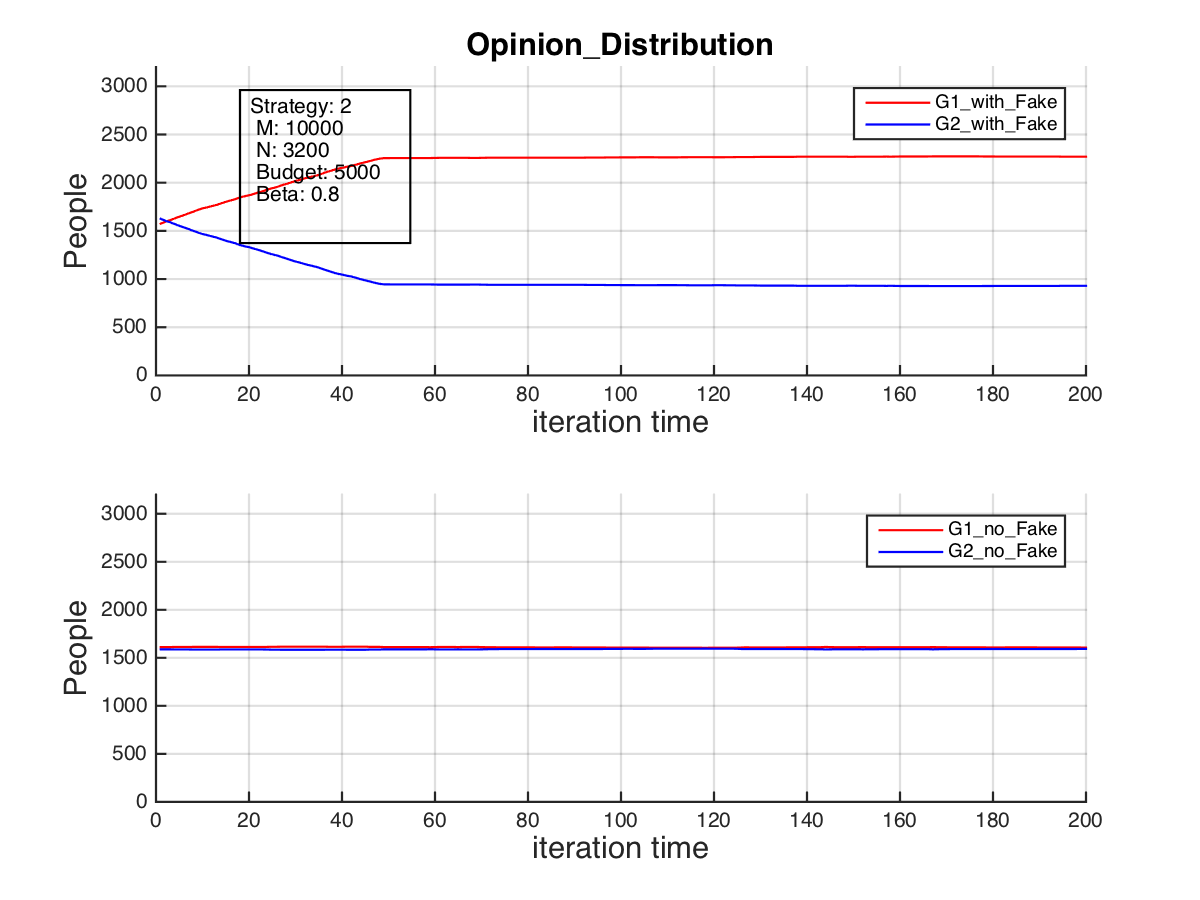 Opinion_Distribution
3000
2500
2000
1500
1000
500
0
People
Strategy: 2
M: 10000
N: 3200
Budget: 5000
Beta: 0.8
G1_with_Fake
G2_with_Fake
0 20 40 60 80 100 120 140 160 180 200
iteration time
3000
2500
2000
1500
1000
500
0
People
G1_no_Fake
G2_no_Fake
0 20 40 60 80 100 120 140 160 180 200
iteration time